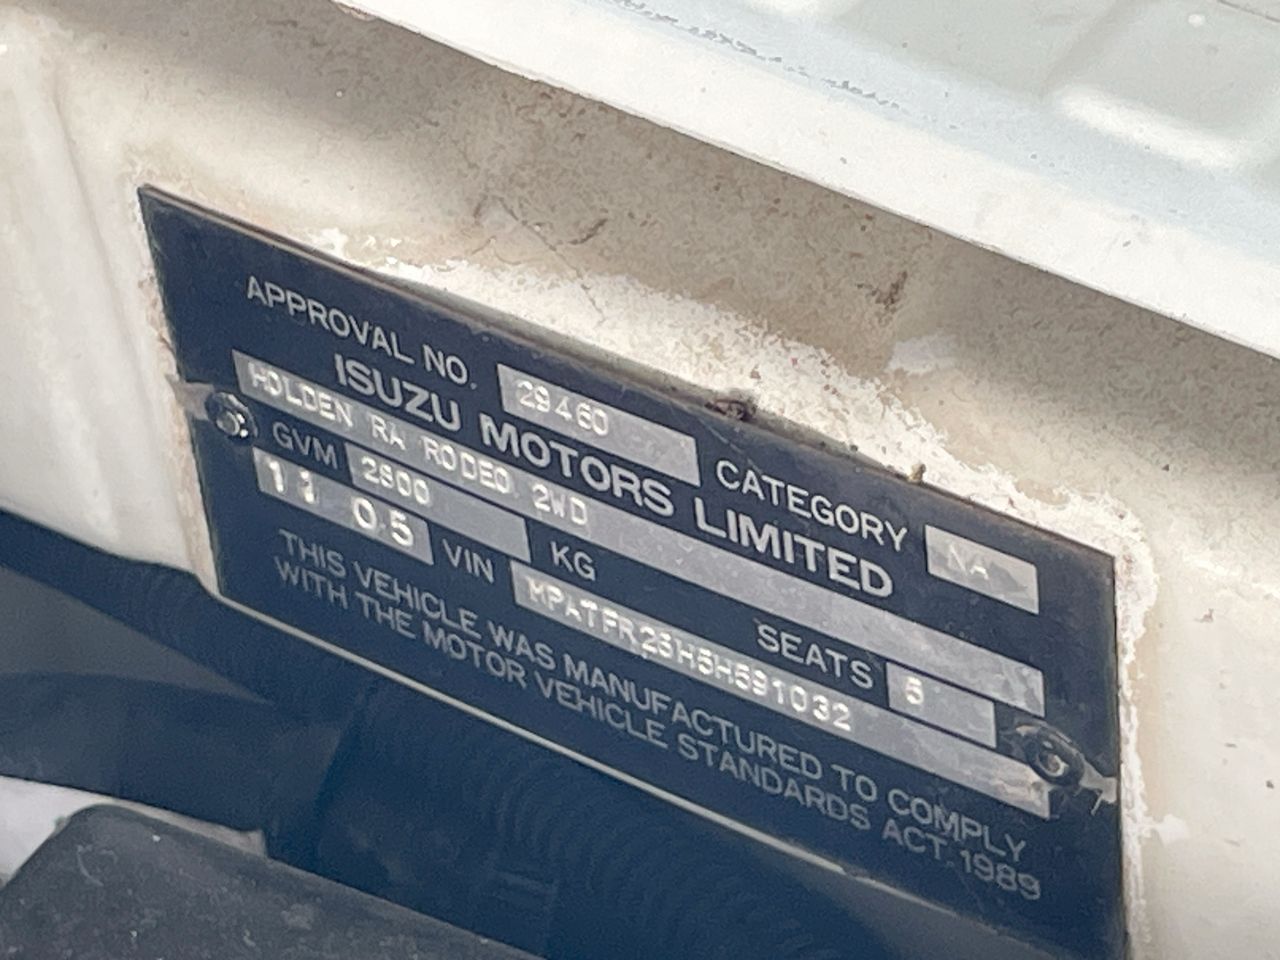 APPROVAL NO. 29460 CATEGORY NA
ISUZU MOTORS LIMITED
HOLDEN RA RODEO 2WD
GVM 2800 KG SEATS 5
11 05 VIN MPATFR26H5H591032
THIS VEHICLE WAS MANUFACTURED TO COMPLY
WITH THE MOTOR VEHICLE STANDARDS ACT 1989